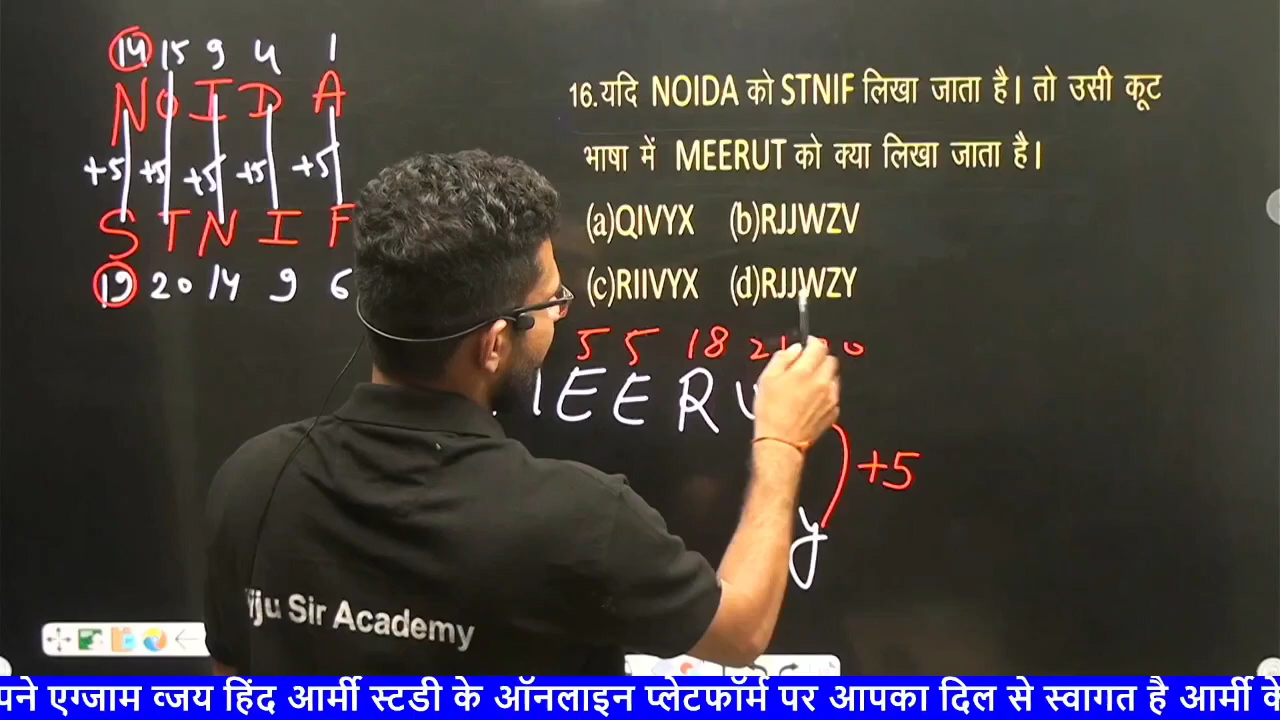 14 15 9 4 1
N O I D A
+5 +5 +5 +5 +5
S T N I F
19 20 14 9 6
16.यदि NOIDA को STNIF लिखा जाता है। तो उसी कूट
भाषा में MEERUT को क्या लिखा जाता है।
(a)QIVYX (b)RJJWZV
(c)RIIVYX (d)RJJWZY
5 5 18
E E R
+5
y
iju Sir Academy
पने एग्जाम व्जय हिंद आर्मी स्टडी के ऑनलाइन प्लेटफॉर्म पर आपका दिल से स्वागत है आर्मी के